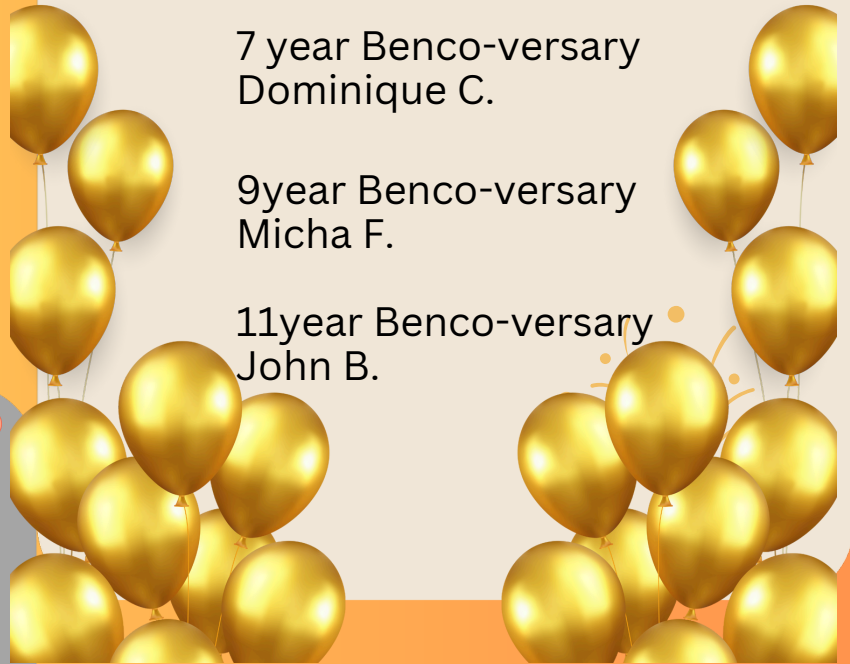 7 year Benco-versary
Dominique C.
9year Benco-versary
Micha F.
11year Benco-versary
John B.